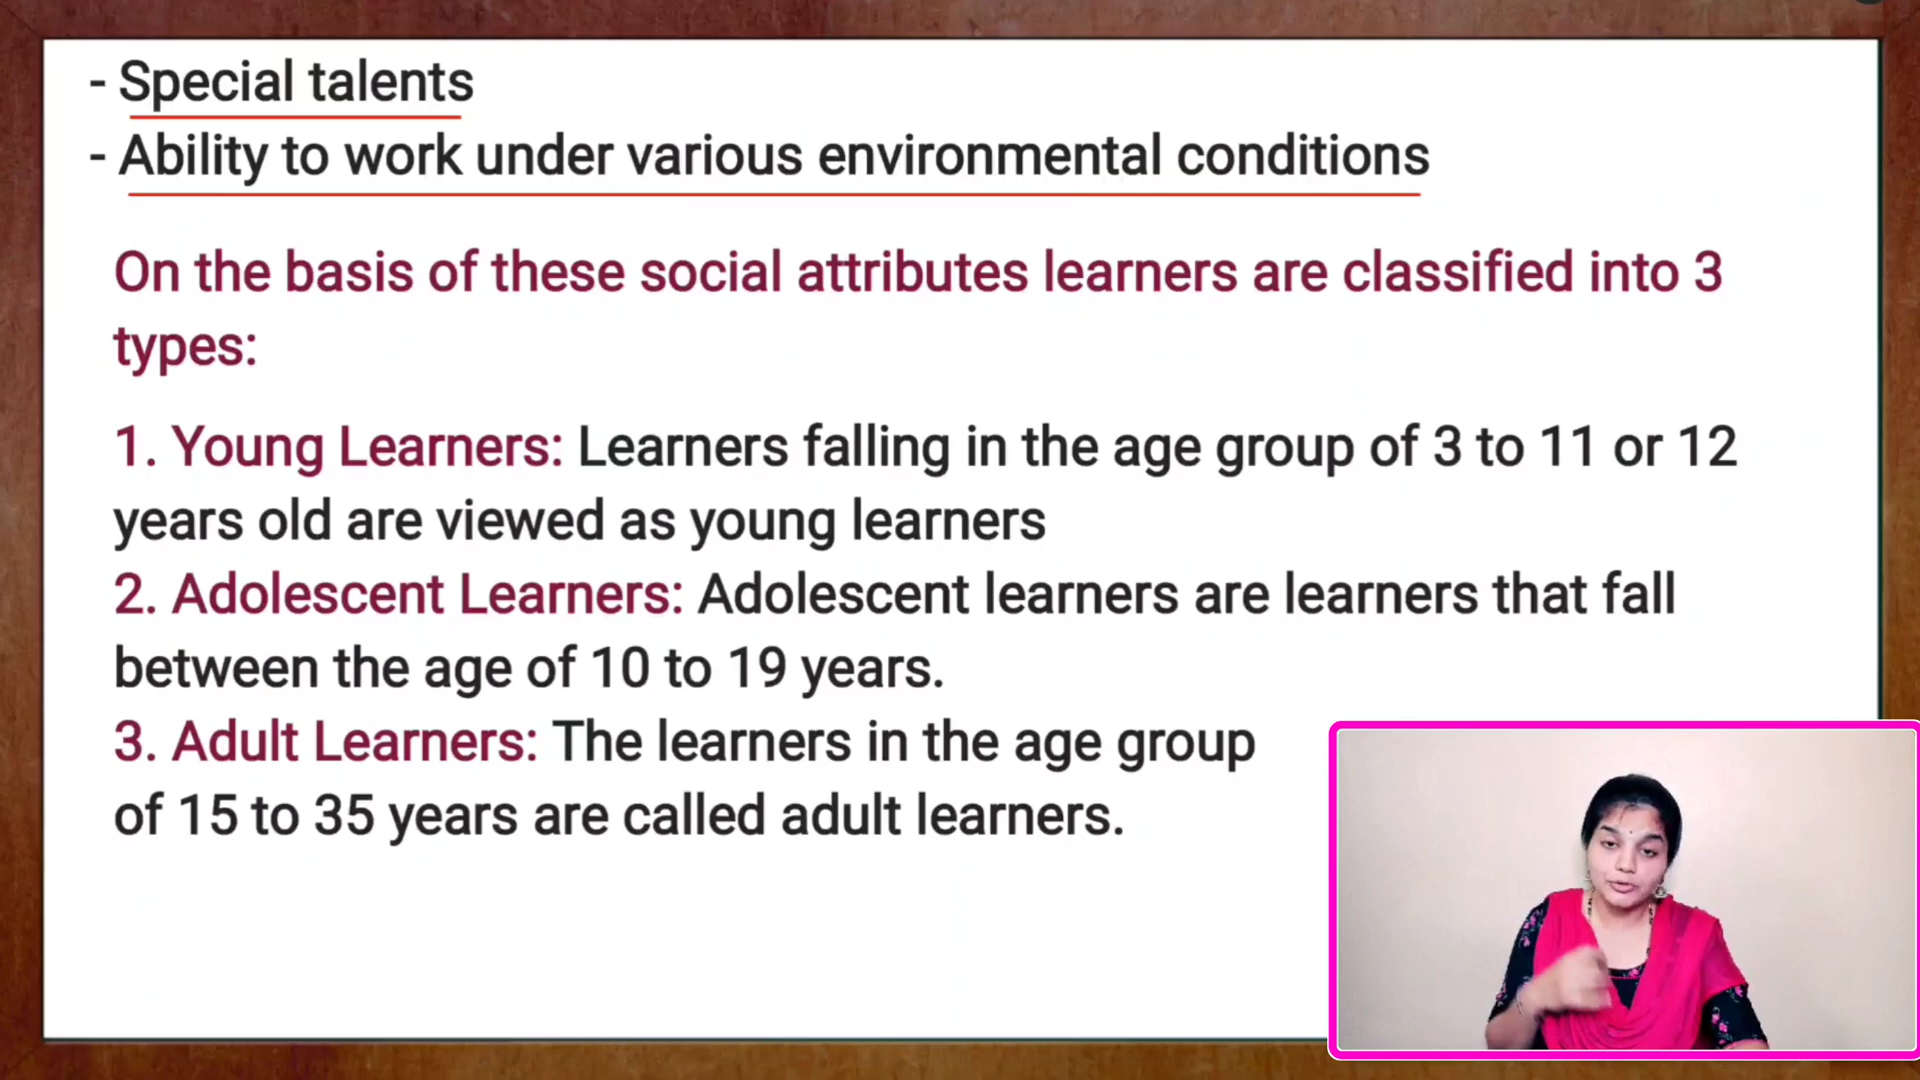 - Special talents
- Ability to work under various environmental conditions
On the basis of these social attributes learners are classified into 3
types:
1. Young Learners: Learners falling in the age group of 3 to 11 or 12
years old are viewed as young learners
2. Adolescent Learners: Adolescent learners are learners that fall
between the age of 10 to 19 years.
3. Adult Learners: The learners in the age group
of 15 to 35 years are called adult learners.